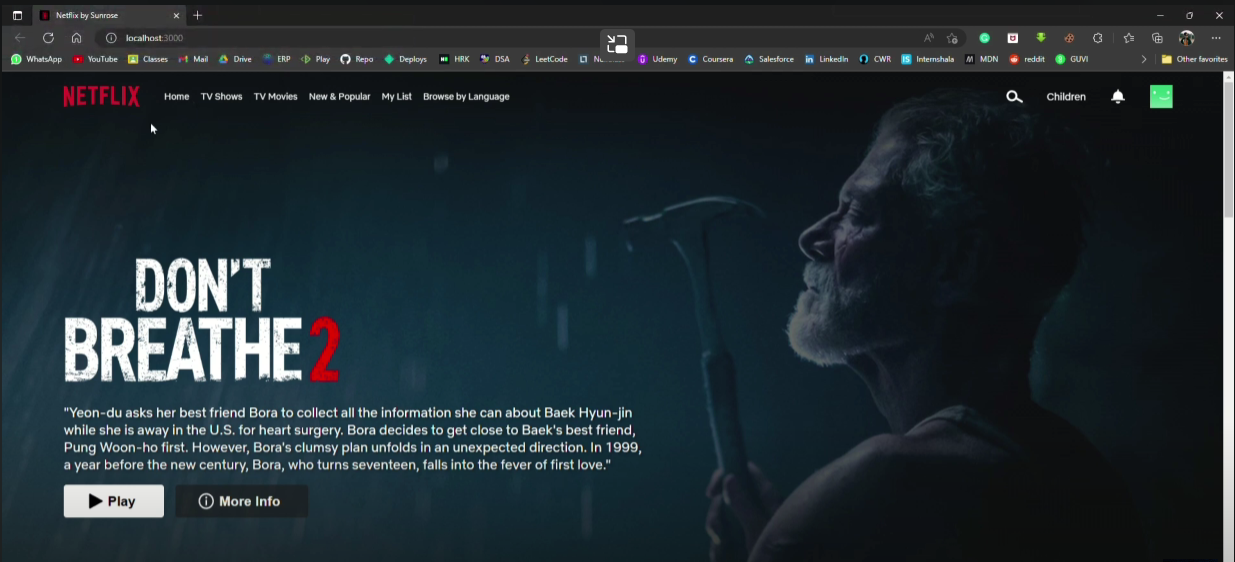 Netflix by Sunrose
localhost:3000
WhatsApp YouTube Classes Mail Drive ERP Play Repo Deploys HRK DSA LeetCode Udemy Coursera Salesforce LinkedIn CWR Internshala MDN reddit GUVI Other favorites
NETFLIX Home TV Shows TV Movies New & Popular My List Browse by Language Children
DON'T
BREATHE 2
"Yeon-du asks her best friend Bora to collect all the information she can about Baek Hyun-jin
while she is away in the U.S. for heart surgery. Bora decides to get close to Baek's best friend,
Pung Woon-ho first. However, Bora's clumsy plan unfolds in an unexpected direction. In 1999,
a year before the new century, Bora, who turns seventeen, falls into the fever of first love."
Play More Info